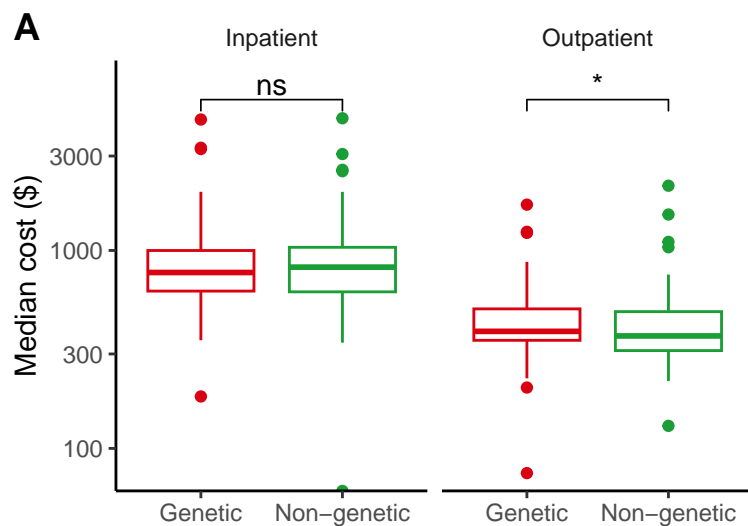 A
Inpatient
Outpatient
ns
*
Median cost ($)
3000
1000
300
100
Genetic
Non−genetic
Genetic
Non−genetic